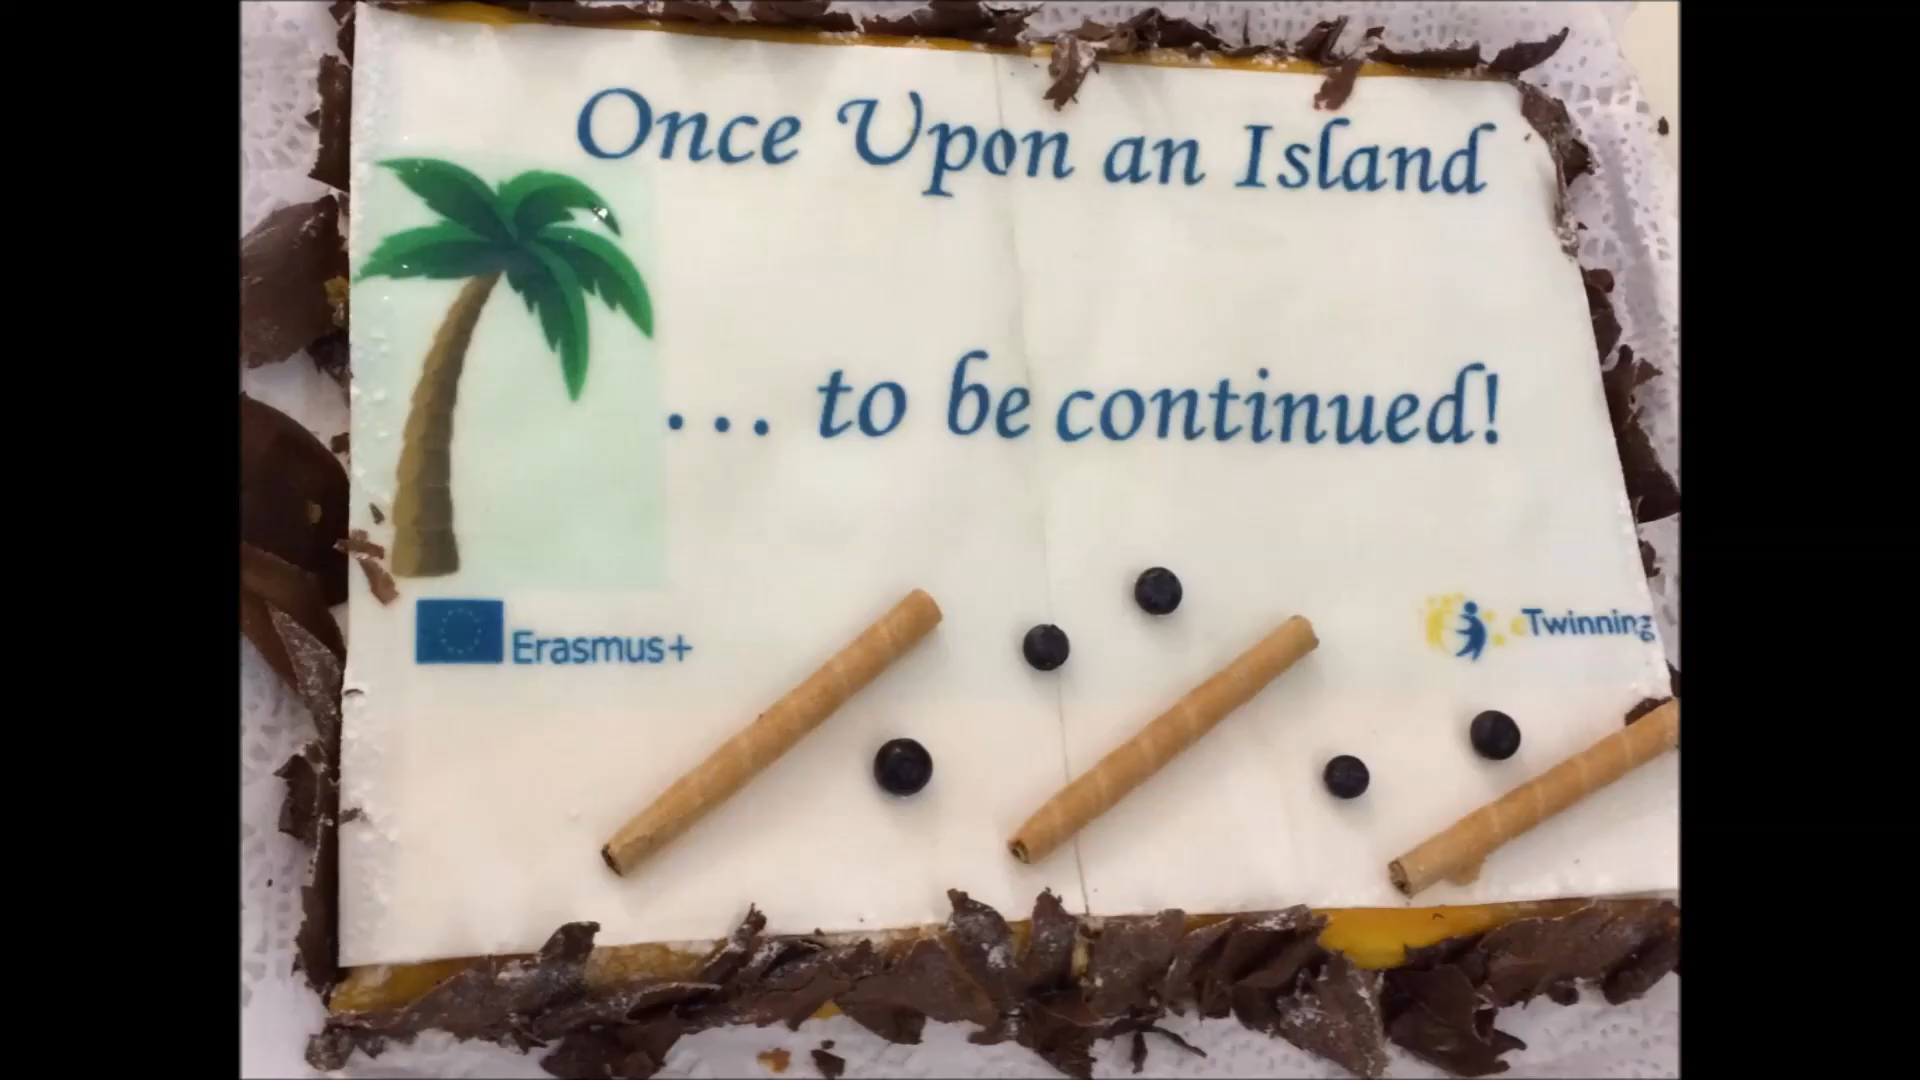 Once Upon an Island
... to be continued!
Erasmus+
eTwinning